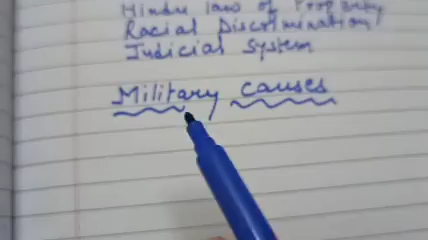 Hindu law of Property
Racial Discrimination
Judicial System
Military causes